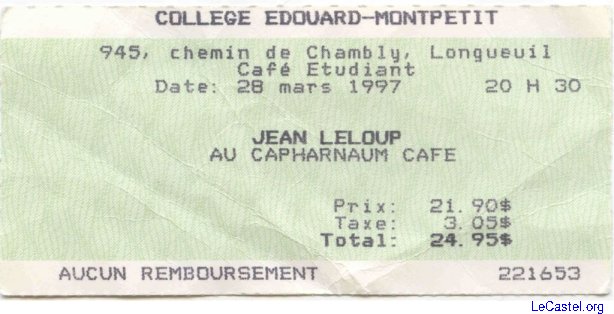 COLLEGE EDOUARD-MONTPETIT
945, chemin de Chambly, Longueuil
Café Etudiant
Date: 28 mars 1997 20 H 30
JEAN LELOUP
AU CAPHARNAUM CAFE
Prix: 21.90$
Taxe: 3.05$
Total: 24.95$
AUCUN REMBOURSEMENT 221653
LeCastel.org